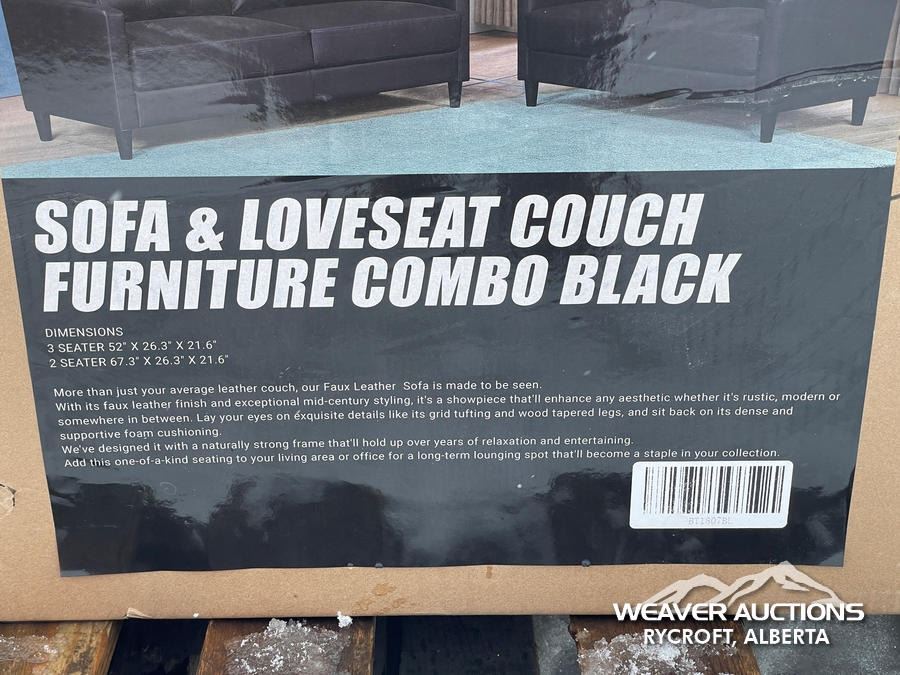 SOFA & LOVESEAT COUCH
FURNITURE COMBO BLACK
DIMENSIONS
3 SEATER 52" X 26.3" X 21.6"
2 SEATER 67.3" X 26.3" X 21.6"
More than just your average leather couch, our Faux Leather Sofa is made to be seen.
With its faux leather finish and exceptional mid-century styling, it's a showpiece that'll enhance any aesthetic whether it's rustic, modern or
somewhere in between. Lay your eyes on exquisite details like its grid tufting and wood tapered legs, and sit back on its dense and
supportive foam cushioning.
We've designed it with a naturally strong frame that'll hold up over years of relaxation and entertaining.
Add this one-of-a-kind seating to your living area or office for a long-term lounging spot that'll become a staple in your collection.
BT1807BL
WEAVER AUCTIONS
RYCROFT, ALBERTA